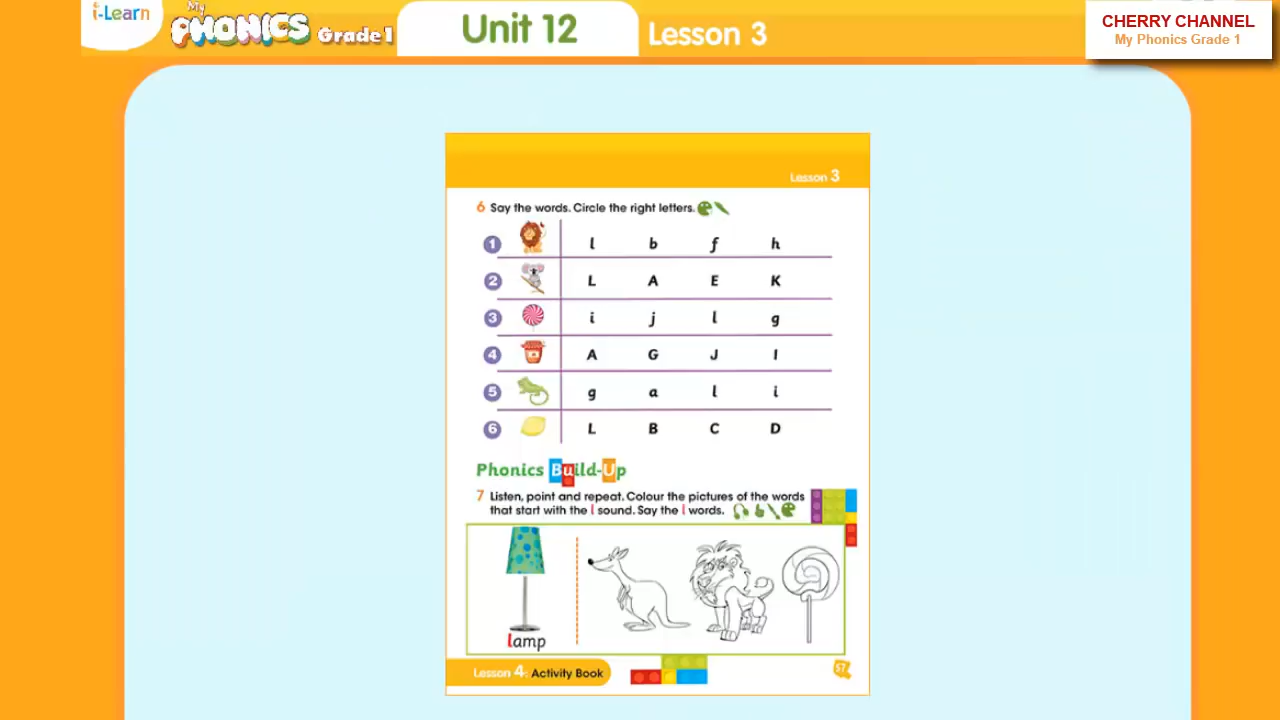 i-Learn
My
PHONICS Grade 1
Unit 12
Lesson 3
CHERRY CHANNEL
My Phonics Grade 1
Lesson 3
6 Say the words. Circle the right letters.
1 l b f h
2 L A E K
3 i j l g
4 A G J I
5 g a l i
6 L B C D
Phonics Build-Up
7 Listen, point and repeat. Colour the pictures of the words
that start with the l sound. Say the l words.
lamp
Lesson 4: Activity Book
57